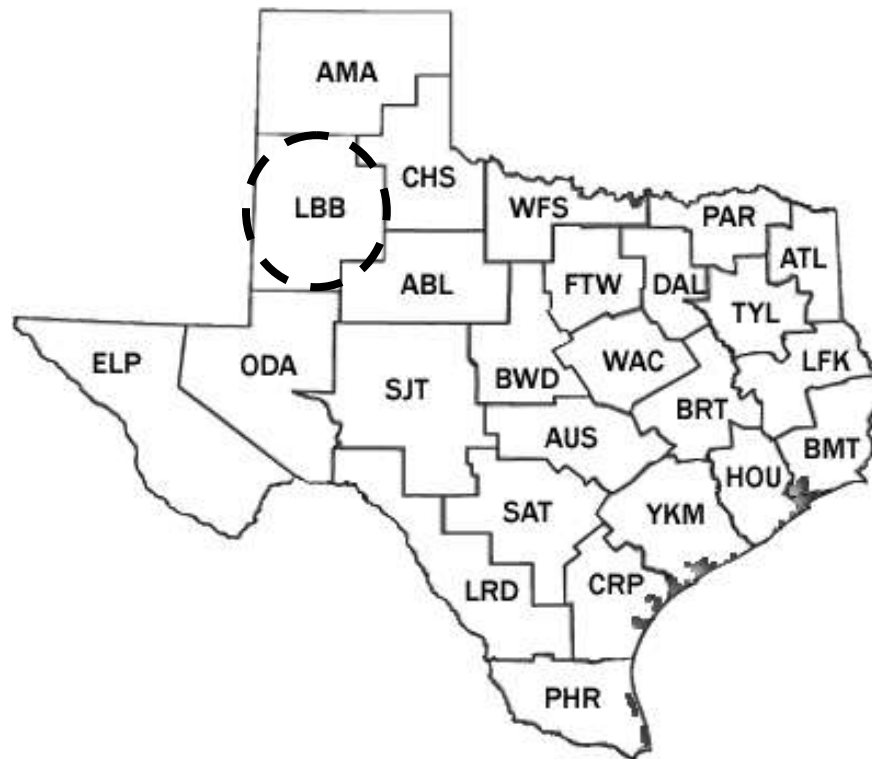 AMA
CHS
LBB
WFS
PAR
ATL
ABL
FTW
DAL
TYL
ELP
ODA
SJT
BWD
WAC
LFK
BRT
AUS
BMT
HOU
SAT
YKM
LRD
CRP
PHR